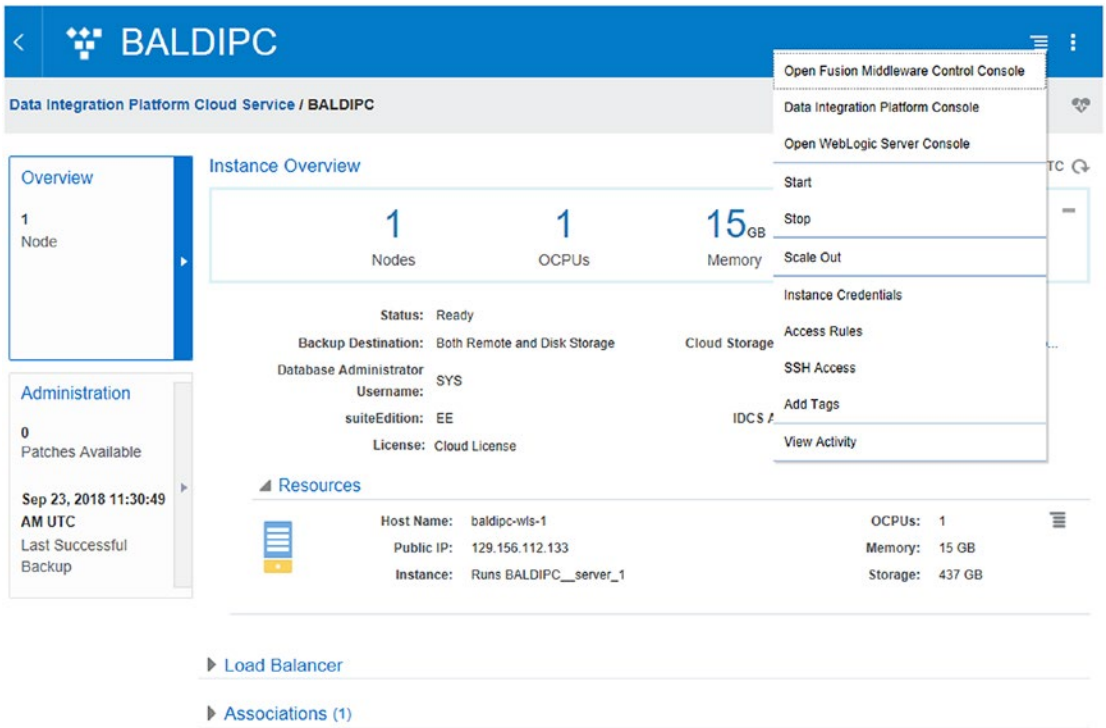 BALDIPC
Open Fusion Middleware Control Console
Data Integration Platform Console
Open WebLogic Server Console
Start
Stop
Scale Out
Instance Credentials
Access Rules
SSH Access
Add Tags
View Activity
Data Integration Platform Cloud Service / BALDIPC
Overview
1
Node
Administration
0
Patches Available
Sep 23, 2018 11:30:49
AM UTC
Last Successful
Backup
Instance Overview
TC
1
Nodes
1
OCPUs
15 GB
Memory
Status: Ready
Backup Destination: Both Remote and Disk Storage
Cloud Storage
Database Administrator
Username: SYS
suiteEdition: EE
IDCS A
License: Cloud License
Resources
Host Name: baldipc-wls-1
OCPUs: 1
Public IP: 129.156.112.133
Memory: 15 GB
Instance: Runs BALDIPC__server_1
Storage: 437 GB
Load Balancer
Associations (1)